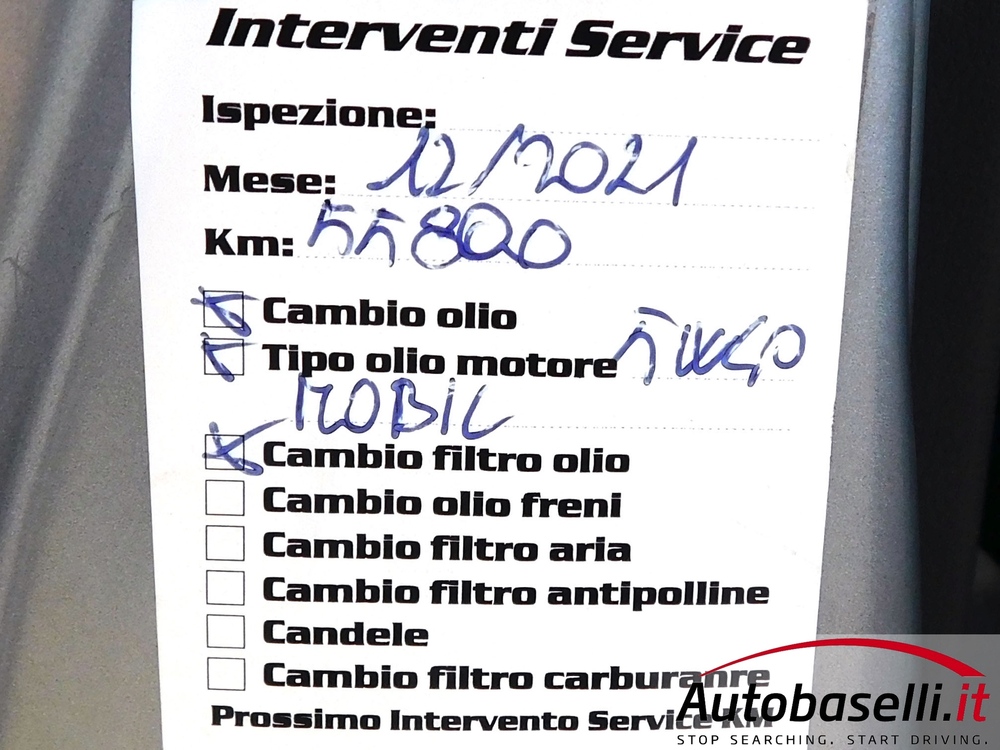 Interventi Service
Ispezione:
Mese: 12/2021
Km: 55800
Cambio olio
Tipo olio motore 5W40
MOBIL
Cambio filtro olio
Cambio olio freni
Cambio filtro aria
Cambio filtro antipolline
Candele
Cambio filtro carburanre
Prossimo Intervento Service KM
Autobaselli.it
STOP SEARCHING. START DRIVING.